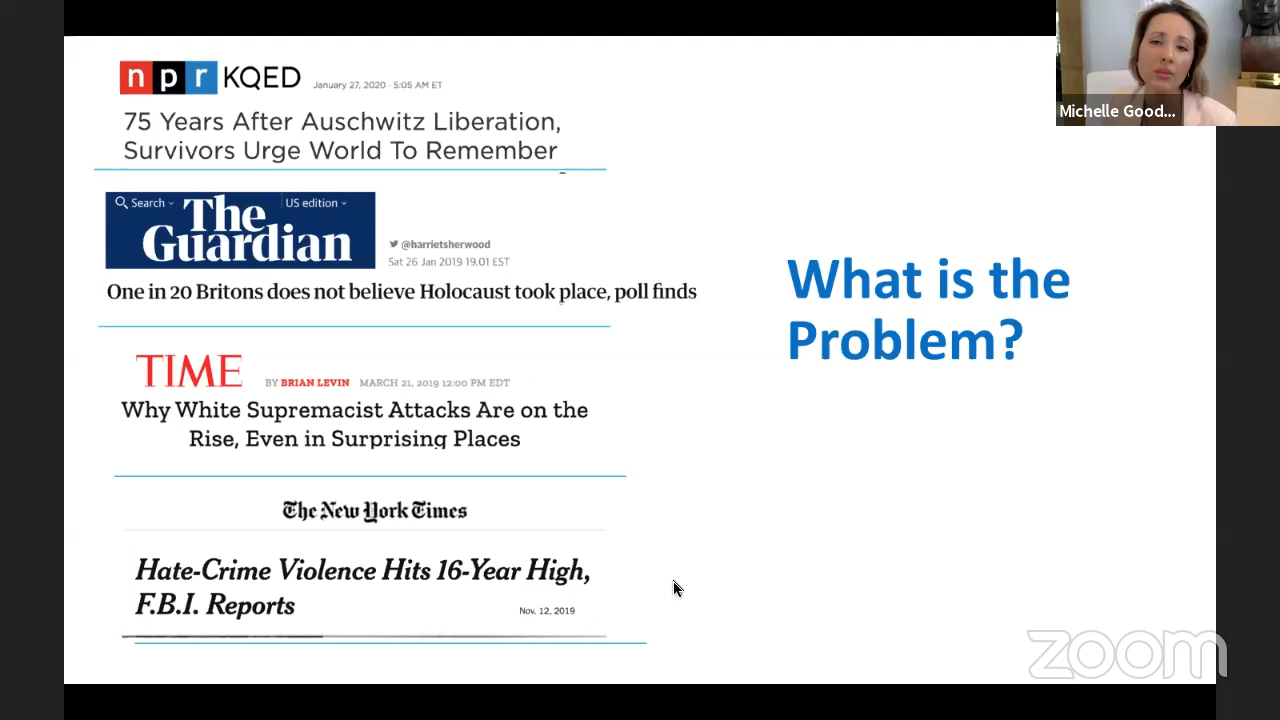 npr KQED January 27, 2020 · 5:05 AM ET
75 Years After Auschwitz Liberation,
Survivors Urge World To Remember
Search
US edition
The
Guardian
@harrietsherwood
Sat 26 Jan 2019 19.01 EST
One in 20 Britons does not believe Holocaust took place, poll finds
TIME BY BRIAN LEVIN MARCH 21, 2019 12:00 PM EDT
Why White Supremacist Attacks Are on the
Rise, Even in Surprising Places
The New York Times
Hate-Crime Violence Hits 16-Year High,
F.B.I. Reports
Nov. 12, 2019
What is the
Problem?
Michelle Good...
zoom